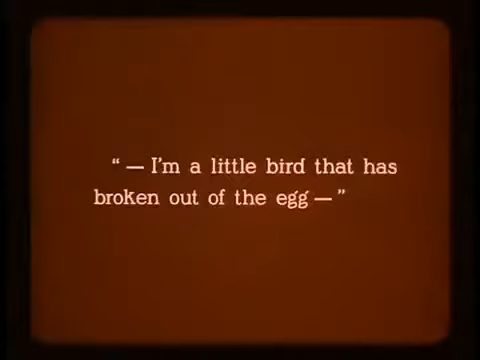 “ — I'm a little bird that has
broken out of the egg — ”